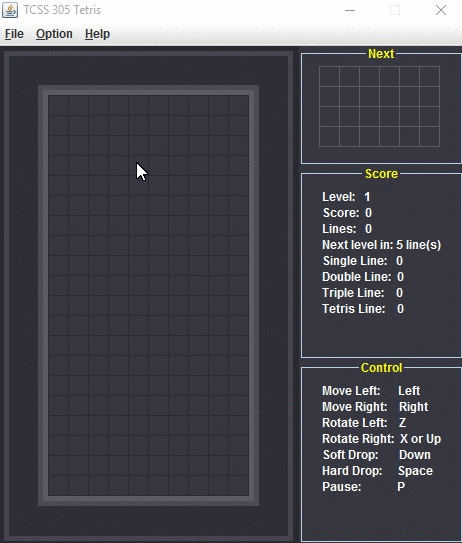 TCSS 305 Tetris
File Option Help
Next
Score
Level: 1
Score: 0
Lines: 0
Next level in: 5 line(s)
Single Line: 0
Double Line: 0
Triple Line: 0
Tetris Line: 0
Control
Move Left: Left
Move Right: Right
Rotate Left: Z
Rotate Right: X or Up
Soft Drop: Down
Hard Drop: Space
Pause: P